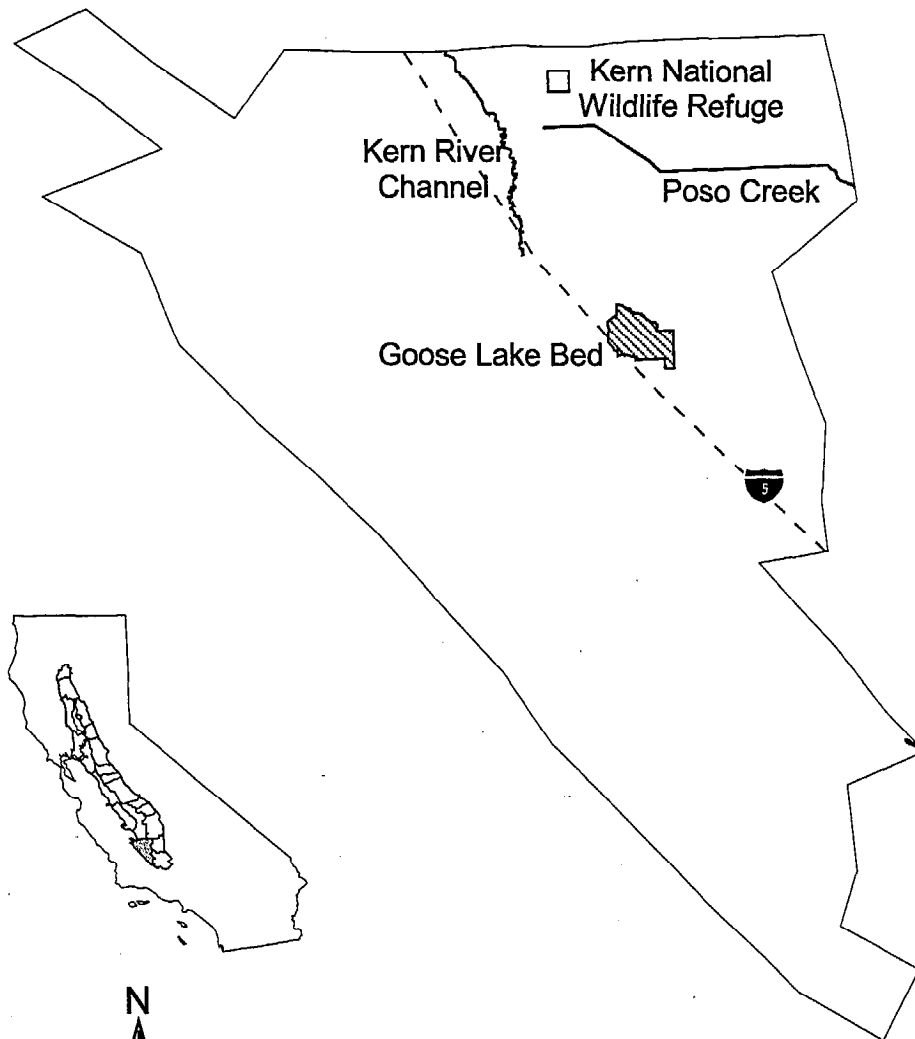 Kern National
Wildlife Refuge
Kern River
Channel
Poso Creek
Goose Lake Bed
5
N